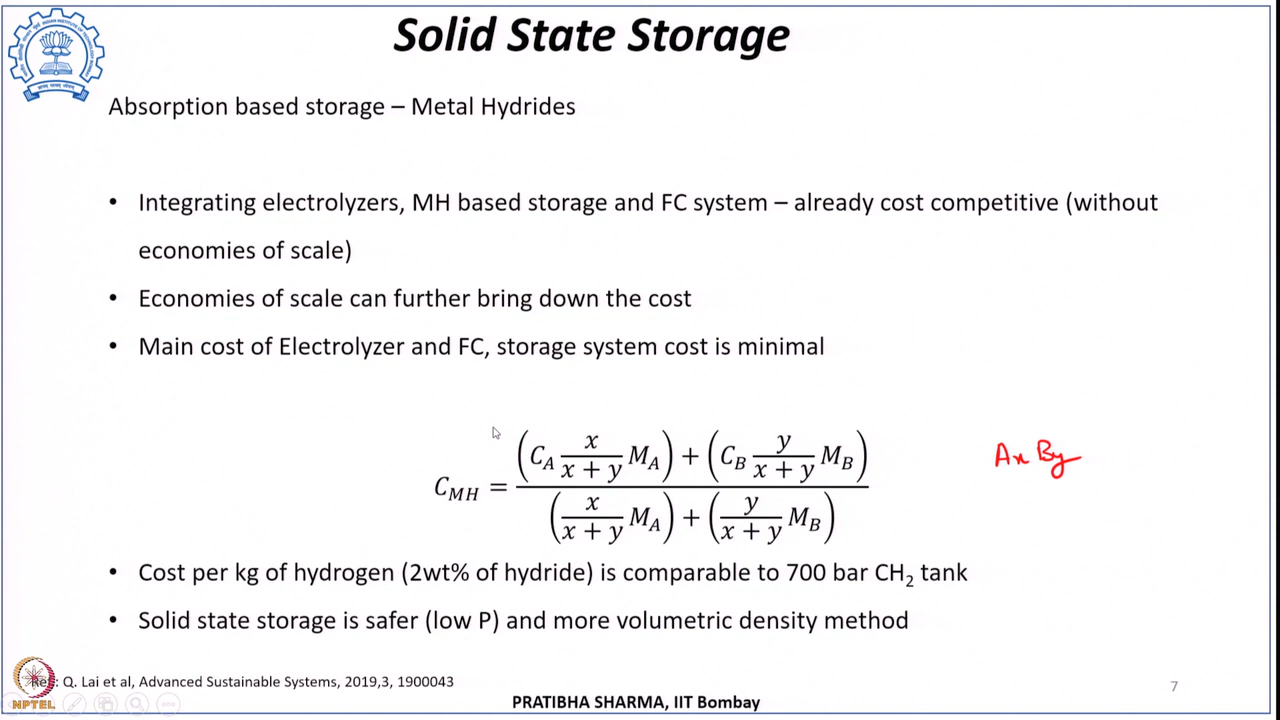 Solid State Storage
Absorption based storage – Metal Hydrides
• Integrating electrolyzers, MH based storage and FC system – already cost competitive (without
economies of scale)
• Economies of scale can further bring down the cost
• Main cost of Electrolyzer and FC, storage system cost is minimal
C_MH = ((C_A x/(x + y) M_A) + (C_B y/(x + y) M_B)) / ((x/(x + y) M_A) + (y/(x + y) M_B))
Ax By
• Cost per kg of hydrogen (2wt% of hydride) is comparable to 700 bar CH₂ tank
• Solid state storage is safer (low P) and more volumetric density method
Ref: Q. Lai et al, Advanced Sustainable Systems, 2019,3, 1900043
7
NPTEL
PRATIBHA SHARMA, IIT Bombay